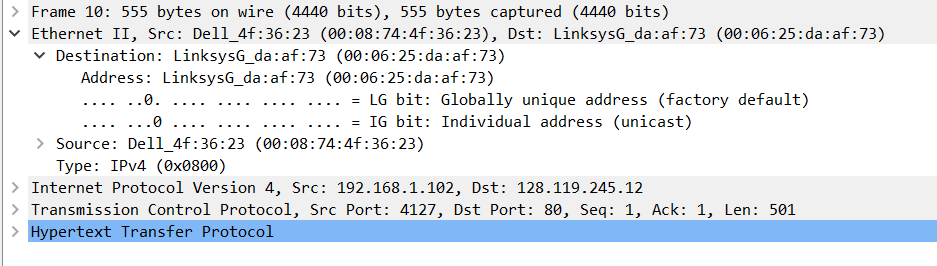 Frame 10: 555 bytes on wire (4440 bits), 555 bytes captured (4440 bits)
Ethernet II, Src: Dell_4f:36:23 (00:08:74:4f:36:23), Dst: LinksysG_da:af:73 (00:06:25:da:af:73)
Destination: LinksysG_da:af:73 (00:06:25:da:af:73)
Address: LinksysG_da:af:73 (00:06:25:da:af:73)
.... ..0. .... .... .... .... = LG bit: Globally unique address (factory default)
.... ...0 .... .... .... .... = IG bit: Individual address (unicast)
Source: Dell_4f:36:23 (00:08:74:4f:36:23)
Type: IPv4 (0x0800)
Internet Protocol Version 4, Src: 192.168.1.102, Dst: 128.119.245.12
Transmission Control Protocol, Src Port: 4127, Dst Port: 80, Seq: 1, Ack: 1, Len: 501
Hypertext Transfer Protocol